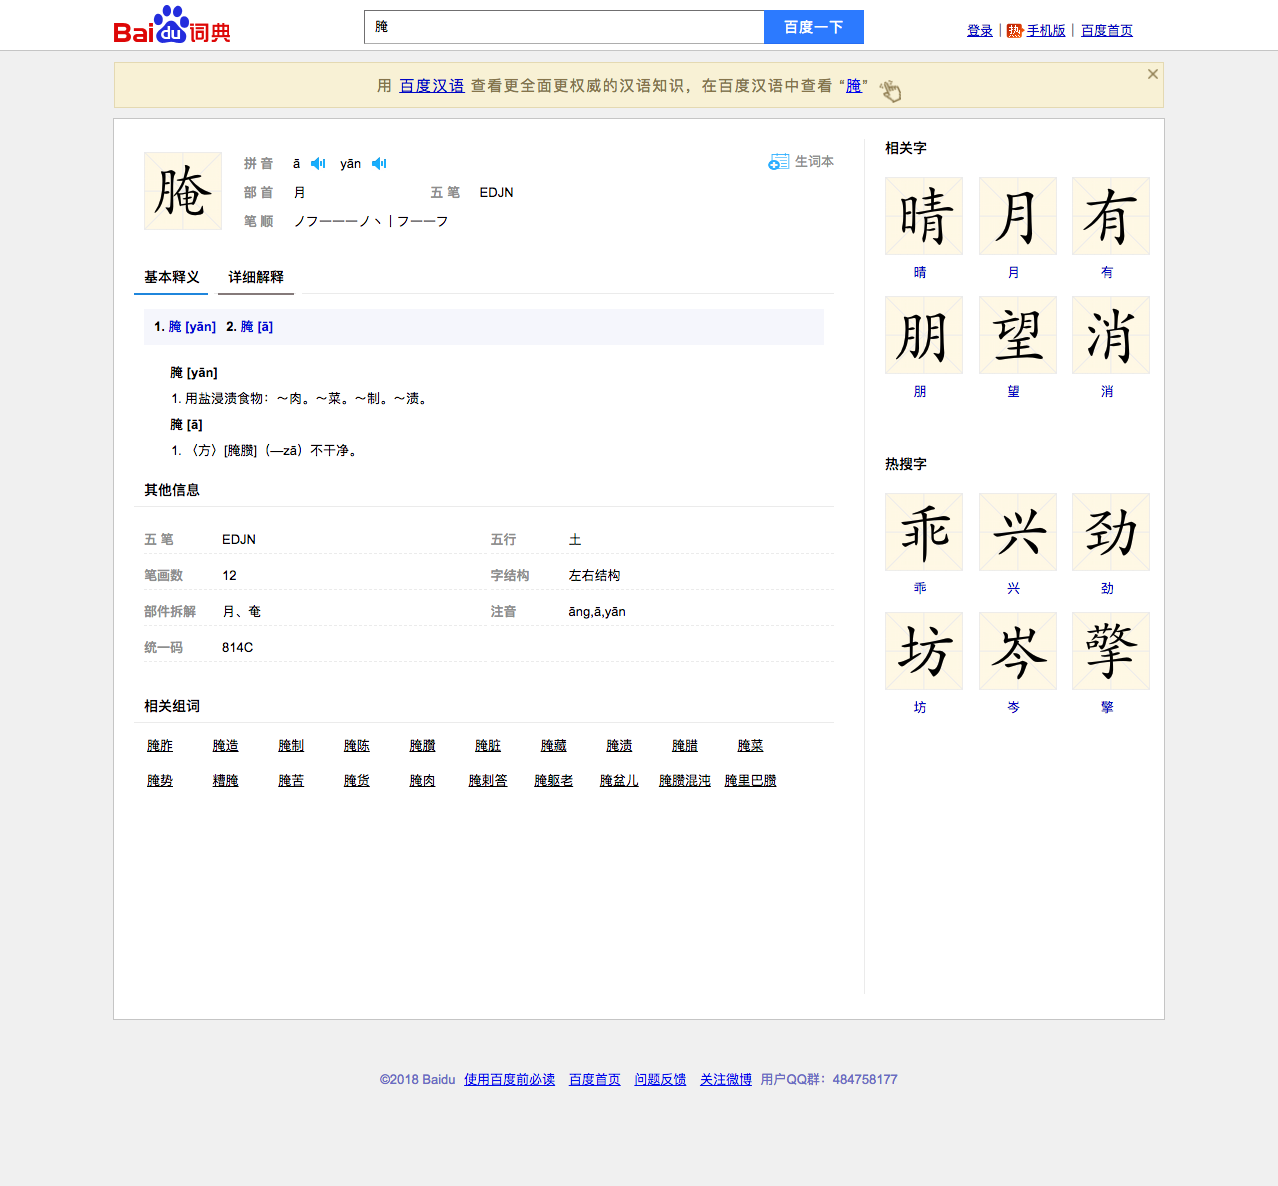 Bai du 词典
腌
百度一下
登录 | 热 手机版 | 百度首页
用 百度汉语 查看更全面更权威的汉语知识，在百度汉语中查看 “腌”
腌
拼 音 ā yān
生词本
部 首 月 五 笔 EDJN
笔 顺 ノフ一一一ノ丶丨フ一一フ
基本释义 详细解释
1. 腌 [yān] 2. 腌 [ā]
腌 [yān]
1. 用盐浸渍食物：～肉。～菜。～制。～渍。
腌 [ā]
1. 〈方〉[腌臜]（—zā）不干净。
其他信息
五 笔 EDJN 五行 土
笔画数 12 字结构 左右结构
部件拆解 月、奄 注音 āng,ā,yān
统一码 814C
相关组词
腌胙 腌造 腌制 腌陈 腌臢 腌脏 腌藏 腌渍 腌腊 腌菜
腌势 糟腌 腌苦 腌货 腌肉 腌剌答 腌躯老 腌盆儿 腌臜混沌 腌里巴臜
相关字
晴 月 有
晴 月 有
朋 望 消
朋 望 消
热搜字
乖 兴 劲
乖 兴 劲
坊 岑 擎
坊 岑 擎
©2018 Baidu 使用百度前必读 百度首页 问题反馈 关注微博 用户QQ群：484758177